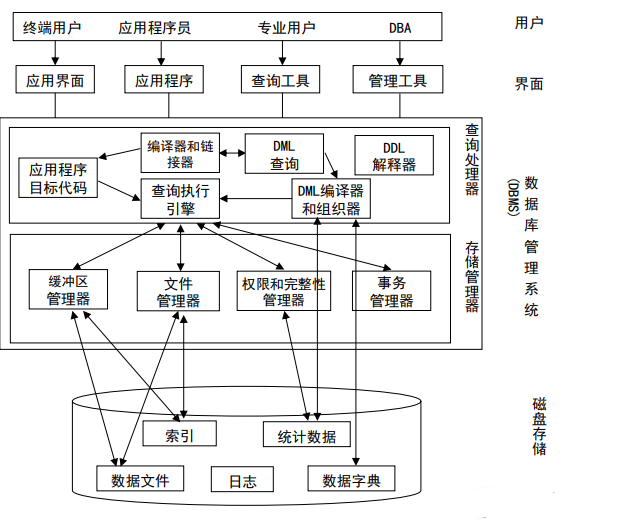 终端用户 应用程序员 专业用户 DBA 用户
应用界面 应用程序 查询工具 管理工具 界面
查询处理器
编译器和链
接器
DML
查询
DDL
解释器
应用程序
目标代码
查询执行
引擎
DML编译器
和组织器
数据库管理系统
(DBMS)
存储管理器
缓冲区
管理器
文件
管理器
权限和完整性
管理器
事务
管理器
磁盘存储
索引 统计数据
数据文件 日志 数据字典